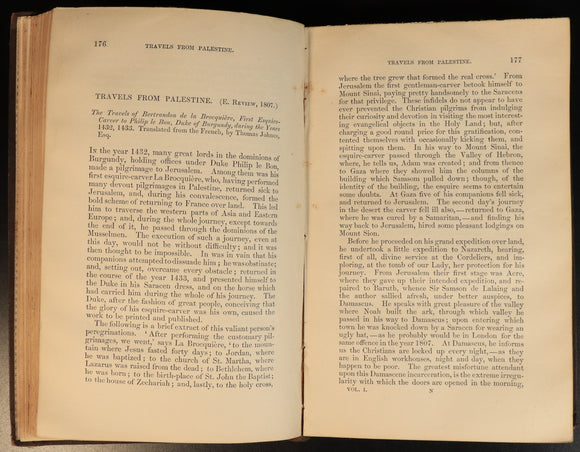 176
TRAVELS FROM PALESTINE.
TRAVELS FROM PALESTINE. (E. REVIEW, 1807.)
The Travels of Bertrandon de la Brocquière, First Esquire-
Carver to Philip le Bon, Duke of Burgundy, during the Years
1432, 1433. Translated from the French, by Thomas Johnes,
Esq.
IN the year 1432, many great lords in the dominions of
Burgundy, holding offices under Duke Philip le Bon,
made a pilgrimage to Jerusalem. Among them was his
first esquire-carver La Brocquière, who, having performed
many devout pilgrimages in Palestine, returned sick to
Jerusalem, and, during his convalescence, formed the
bold scheme of returning to France over land. This led
him to traverse the western parts of Asia and Eastern
Europe; and, during the whole journey, except towards
the end of it, he passed through the dominions of the
Musselmen. The execution of such a journey, even at
this day, would not be without difficulty; and it was
then thought to be impossible. It was in vain that his
companions attempted to dissuade him; he was obstinate;
and, setting out, overcame every obstacle; returned in
the course of the year 1433, and presented himself to
the Duke in his Saracen dress, and on the horse which
had carried him during the whole of his journey. The
Duke, after the fashion of great people, conceiving that
the glory of his esquire-carver was his own, caused the
work to be printed and published.
The following is a brief extract of this valiant person's
peregrinations. ‘After performing the customary pil-
grimages, we went,’ says La Brocquière, ‘to the moun-
tain where Jesus fasted forty days; to Jordan, where
he was baptized; to the church of St. Martha, where
Lazarus was raised from the dead; to Bethlehem, where
he was born; to the birth-place of St. John the Baptist;
to the house of Zechariah; and, lastly, to the holy cross,
TRAVELS FROM PALESTINE.
177
where the tree grew that formed the real cross.’ From
Jerusalem the first gentleman-carver betook himself to
Mount Sinai, paying pretty handsomely to the Saracens
for that privilege. These infidels do not appear to have
ever prevented the Christian pilgrims from indulging
their curiosity and devotion in visiting the most interest-
ing evangelical objects in the Holy Land; but, after
charging a good round price for this gratification, con-
tented themselves with occasionally kicking them, and
spitting upon them. In his way to Mount Sinai, the
esquire-carver passed through the Valley of Hebron,
where, he tells us, Adam was created; and from thence
to Gaza where they showed him the columns of the
building which Samson pulled down; though, of the
identity of the building, the esquire seems to entertain
some doubts. At Gaza five of his companions fell sick,
and returned to Jerusalem. The second day's journey
in the desert the carver fell ill also,—returned to Gaza,
where he was cured by a Samaritan,—and finding his
way back to Jerusalem, hired some pleasant lodgings on
Mount Sion.
Before he proceeded on his grand expedition over land,
he undertook a little expedition to Nazareth, hearing,
first of all, divine service at the Cordeliers, and im-
ploring, at the tomb of our Lady, her protection for his
journey. From Jerusalem their first stage was Acre,
where they gave up their intended expedition, and re-
paired to Baruth, whence Sir Samson de Lalaing and
the author sallied afresh, under better auspices, to
Damascus. He speaks with great pleasure of the valley
where Noah built the ark, through which valley he
passed in his way to Damascus; upon entering which
town he was knocked down by a Saracen for wearing an
ugly hat,—as he probably would be in London for the
same offence in the year 1807. At Damascus, he informs
us the Christians are locked up every night,—as they
are in English workhouses, night and day, when they
happen to be poor. The greatest misfortune attendant
upon this Damascene incarceration, is the extreme irregu-
larity with which the doors are opened in the morning,
VOL. I.
N